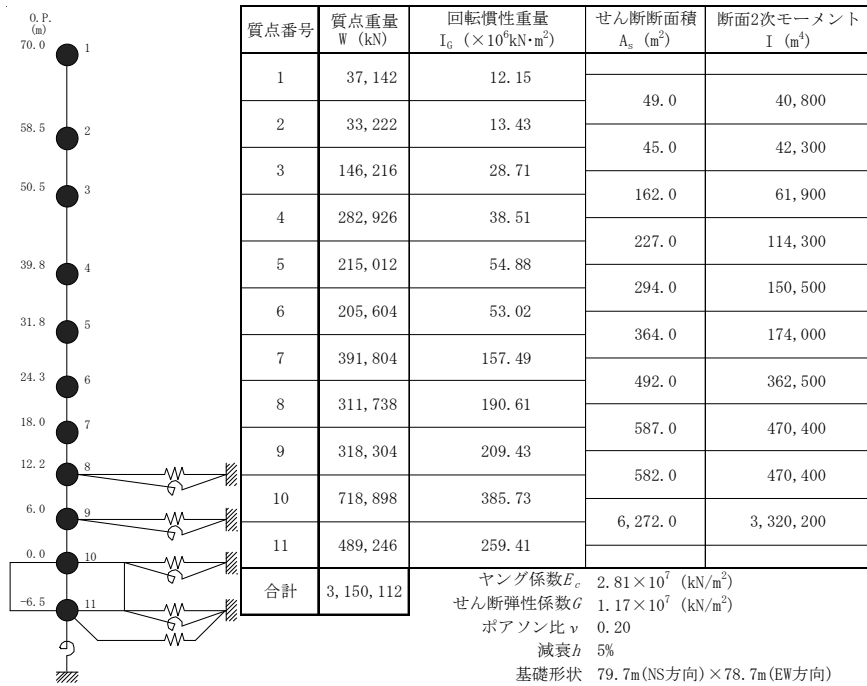 O.P.
(m)
70.0 1
58.5 2
50.5 3
39.8 4
31.8 5
24.3 6
18.0 7
12.2 8
6.0 9
0.0 10
-6.5 11
質点番号 質点重量 W (kN) 回転慣性重量 I_G (×10⁶kN・m²) せん断断面積 A_s (m²) 断面2次モーメント I (m⁴)
1 37,142 12.15
49.0 40,800
2 33,222 13.43
45.0 42,300
3 146,216 28.71
162.0 61,900
4 282,926 38.51
227.0 114,300
5 215,012 54.88
294.0 150,500
6 205,604 53.02
364.0 174,000
7 391,804 157.49
492.0 362,500
8 311,738 190.61
587.0 470,400
9 318,304 209.43
582.0 470,400
10 718,898 385.73
6,272.0 3,320,200
11 489,246 259.41
合計 3,150,112
ヤング係数E_c 2.81×10⁷ (kN/m²)
せん断弾性係数G 1.17×10⁷ (kN/m²)
ポアソン比ν 0.20
減衰h 5%
基礎形状 79.7m(NS方向)×78.7m(EW方向)